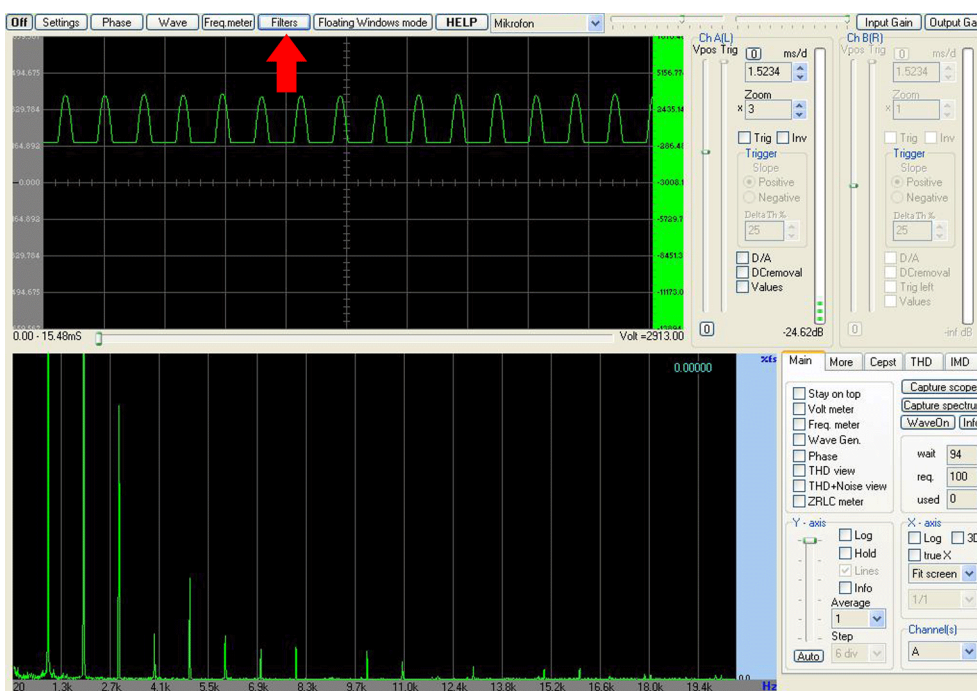 Off Settings Phase Wave Freq.meter Filters Floating Windows mode HELP Mikrofon Input Gain Output Ga
Ch A(L) Ch B(R)
Vpos Trig 0 ms/d Vpos Trig 0 ms/d
1.5234 1.5234
Zoom Zoom
× 3 × 1
Trig Inv Trig Inv
Trigger Trigger
Slope Slope
Positive Positive
Negative Negative
Delta Th % Delta Th %
25 25
D/A D/A
DCremoval DCremoval
Values Trig left
Values
0 -24.62dB 0 -inf dB
194.675 5156.77
329.784 2435.14
164.892 -286.48
0.000 -3008.1
164.892 -5729.7
329.784 -8451.3
194.675 -11173.0
0.00 - 15.48mS Volt =2913.00
0.00000 %fs
Main More Cepst THD IMD
Stay on top
Volt meter
Freq. meter
Wave Gen.
Phase
THD view
THD+Noise view
ZRLC meter
Capture scope
Capture spectrum
WaveOn Info
wait 94
req. 100
used 0
Y - axis
Log
Hold
Lines
Info
Average
1
Step
Auto 6 div
X - axis
Log 3D
true X
Fit screen
1/1
Channel(s)
A
0.0
20 1.3k 2.7k 4.1k 5.5k 6.9k 8.3k 9.7k 11.0k 12.4k 13.8k 15.2k 16.6k 18.0k 19.4k Hz